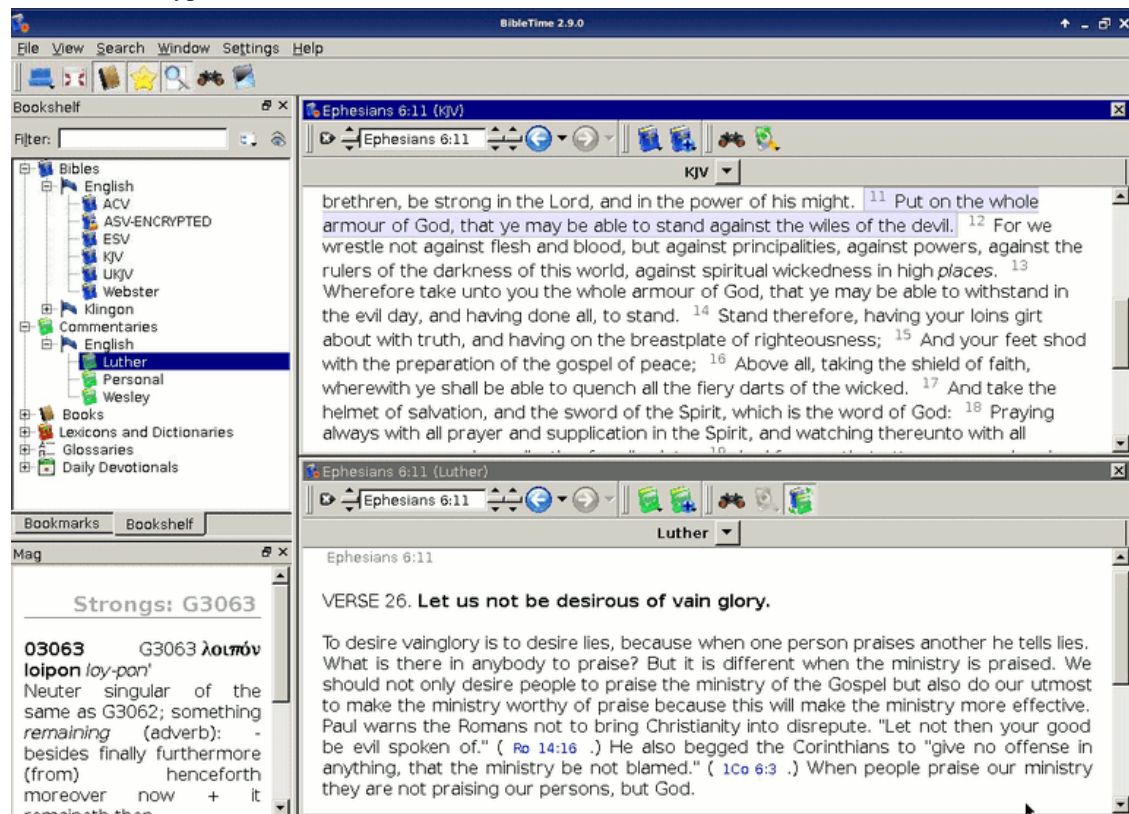 BibleTime 2.9.0
File View Search Window Settings Help
Bookshelf
Filter:
Bibles
English
ACV
ASV-ENCRYPTED
ESV
KJV
UKJV
Webster
Klingon
Commentaries
English
Luther
Personal
Wesley
Books
Lexicons and Dictionaries
Glossaries
Daily Devotionals
Bookmarks Bookshelf
Mag
Strongs: G3063
03063 G3063 λοιπόν
loipon loy-pon'
Neuter singular of the
same as G3062; something
remaining (adverb): -
besides finally furthermore
(from) henceforth
moreover now + it
Ephesians 6:11 (KJV)
Ephesians 6:11
KJV
brethren, be strong in the Lord, and in the power of his might. 11 Put on the whole
armour of God, that ye may be able to stand against the wiles of the devil. 12 For we
wrestle not against flesh and blood, but against principalities, against powers, against the
rulers of the darkness of this world, against spiritual wickedness in high places. 13
Wherefore take unto you the whole armour of God, that ye may be able to withstand in
the evil day, and having done all, to stand. 14 Stand therefore, having your loins girt
about with truth, and having on the breastplate of righteousness; 15 And your feet shod
with the preparation of the gospel of peace; 16 Above all, taking the shield of faith,
wherewith ye shall be able to quench all the fiery darts of the wicked. 17 And take the
helmet of salvation, and the sword of the Spirit, which is the word of God: 18 Praying
always with all prayer and supplication in the Spirit, and watching thereunto with all
Ephesians 6:11 (Luther)
Ephesians 6:11
Luther
Ephesians 6:11
VERSE 26. Let us not be desirous of vain glory.
To desire vainglory is to desire lies, because when one person praises another he tells lies.
What is there in anybody to praise? But it is different when the ministry is praised. We
should not only desire people to praise the ministry of the Gospel but also do our utmost
to make the ministry worthy of praise because this will make the ministry more effective.
Paul warns the Romans not to bring Christianity into disrepute. "Let not then your good
be evil spoken of." ( Ro 14:16 .) He also begged the Corinthians to "give no offense in
anything, that the ministry be not blamed." ( 1Co 6:3 .) When people praise our ministry
they are not praising our persons, but God.